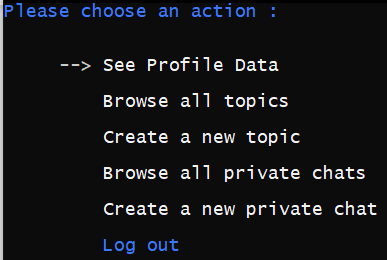 Please choose an action :
--> See Profile Data
Browse all topics
Create a new topic
Browse all private chats
Create a new private chat
Log out